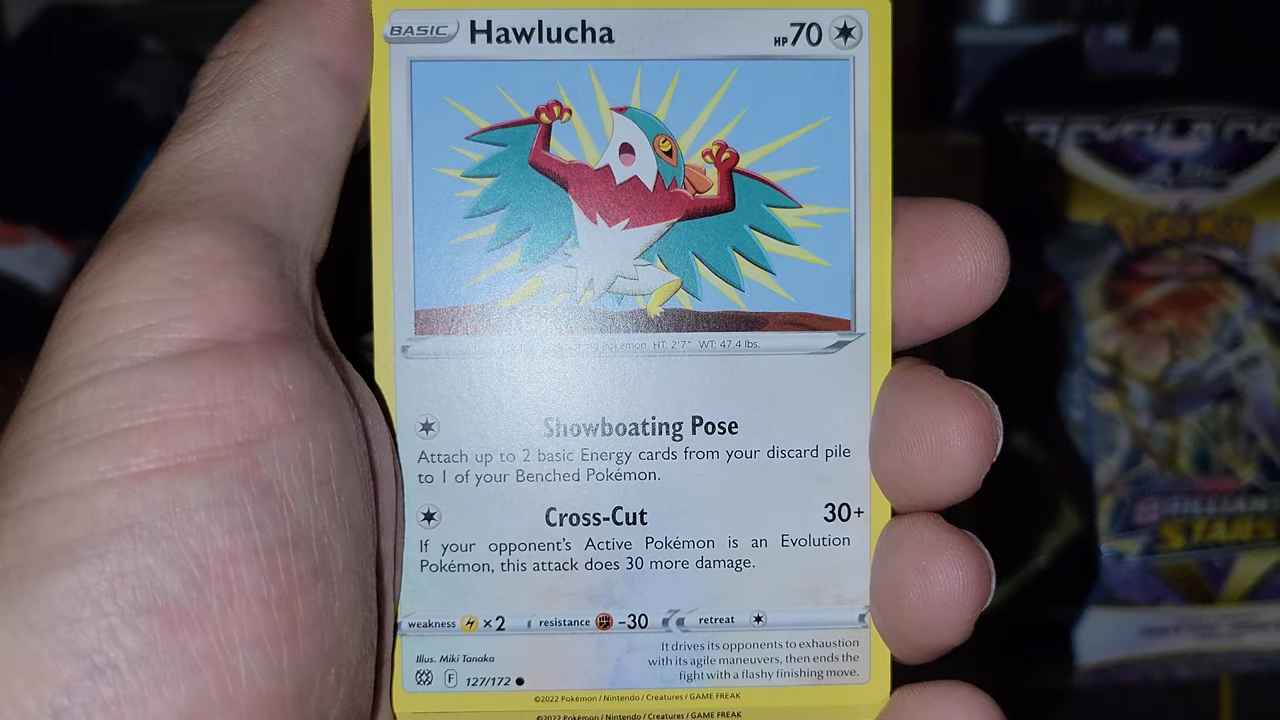 BASIC Hawlucha HP 70
Pokémon. HT: 2'7" WT: 47.4 lbs.
Showboating Pose
Attach up to 2 basic Energy cards from your discard pile
to 1 of your Benched Pokémon.
Cross-Cut 30+
If your opponent's Active Pokémon is an Evolution
Pokémon, this attack does 30 more damage.
weakness ×2 resistance -30 retreat
It drives its opponents to exhaustion
with its agile maneuvers, then ends the
fight with a flashy finishing move.
Illus. Miki Tanaka
F 127/172
©2022 Pokémon / Nintendo / Creatures / GAME FREAK
©2022 Pokémon / Nintendo / Creatures / GAME FREAK
POKÉMON
BRILLIANT
STARS